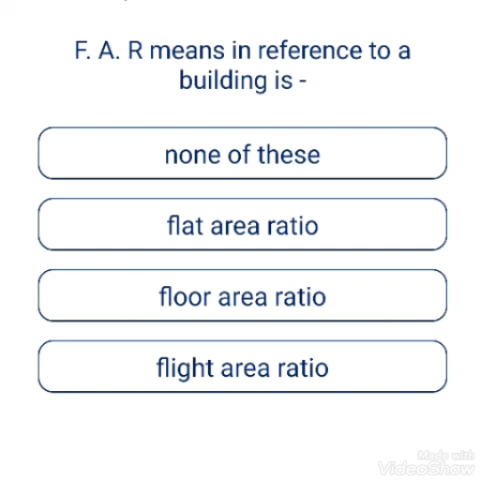 F. A. R means in reference to a
building is -
none of these
flat area ratio
floor area ratio
flight area ratio
Made with
VideoShow